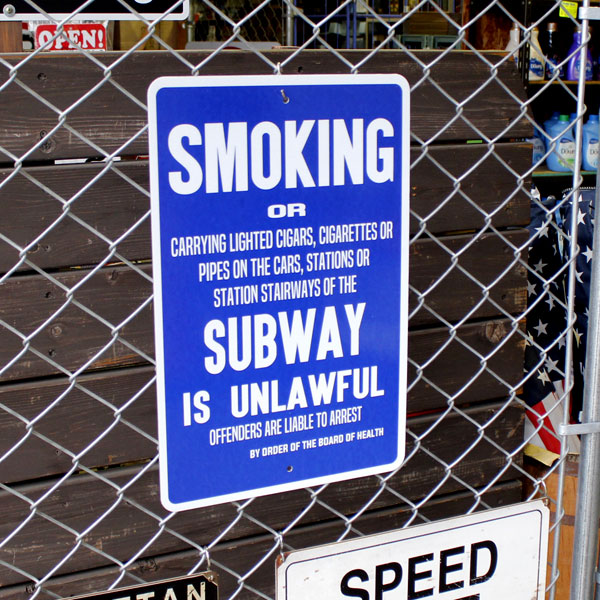 OPEN!
SMOKING
OR
CARRYING LIGHTED CIGARS, CIGARETTES OR
PIPES ON THE CARS, STATIONS OR
STATION STAIRWAYS OF THE
SUBWAY
IS UNLAWFUL
OFFENDERS ARE LIABLE TO ARREST
BY ORDER OF THE BOARD OF HEALTH
SPEED